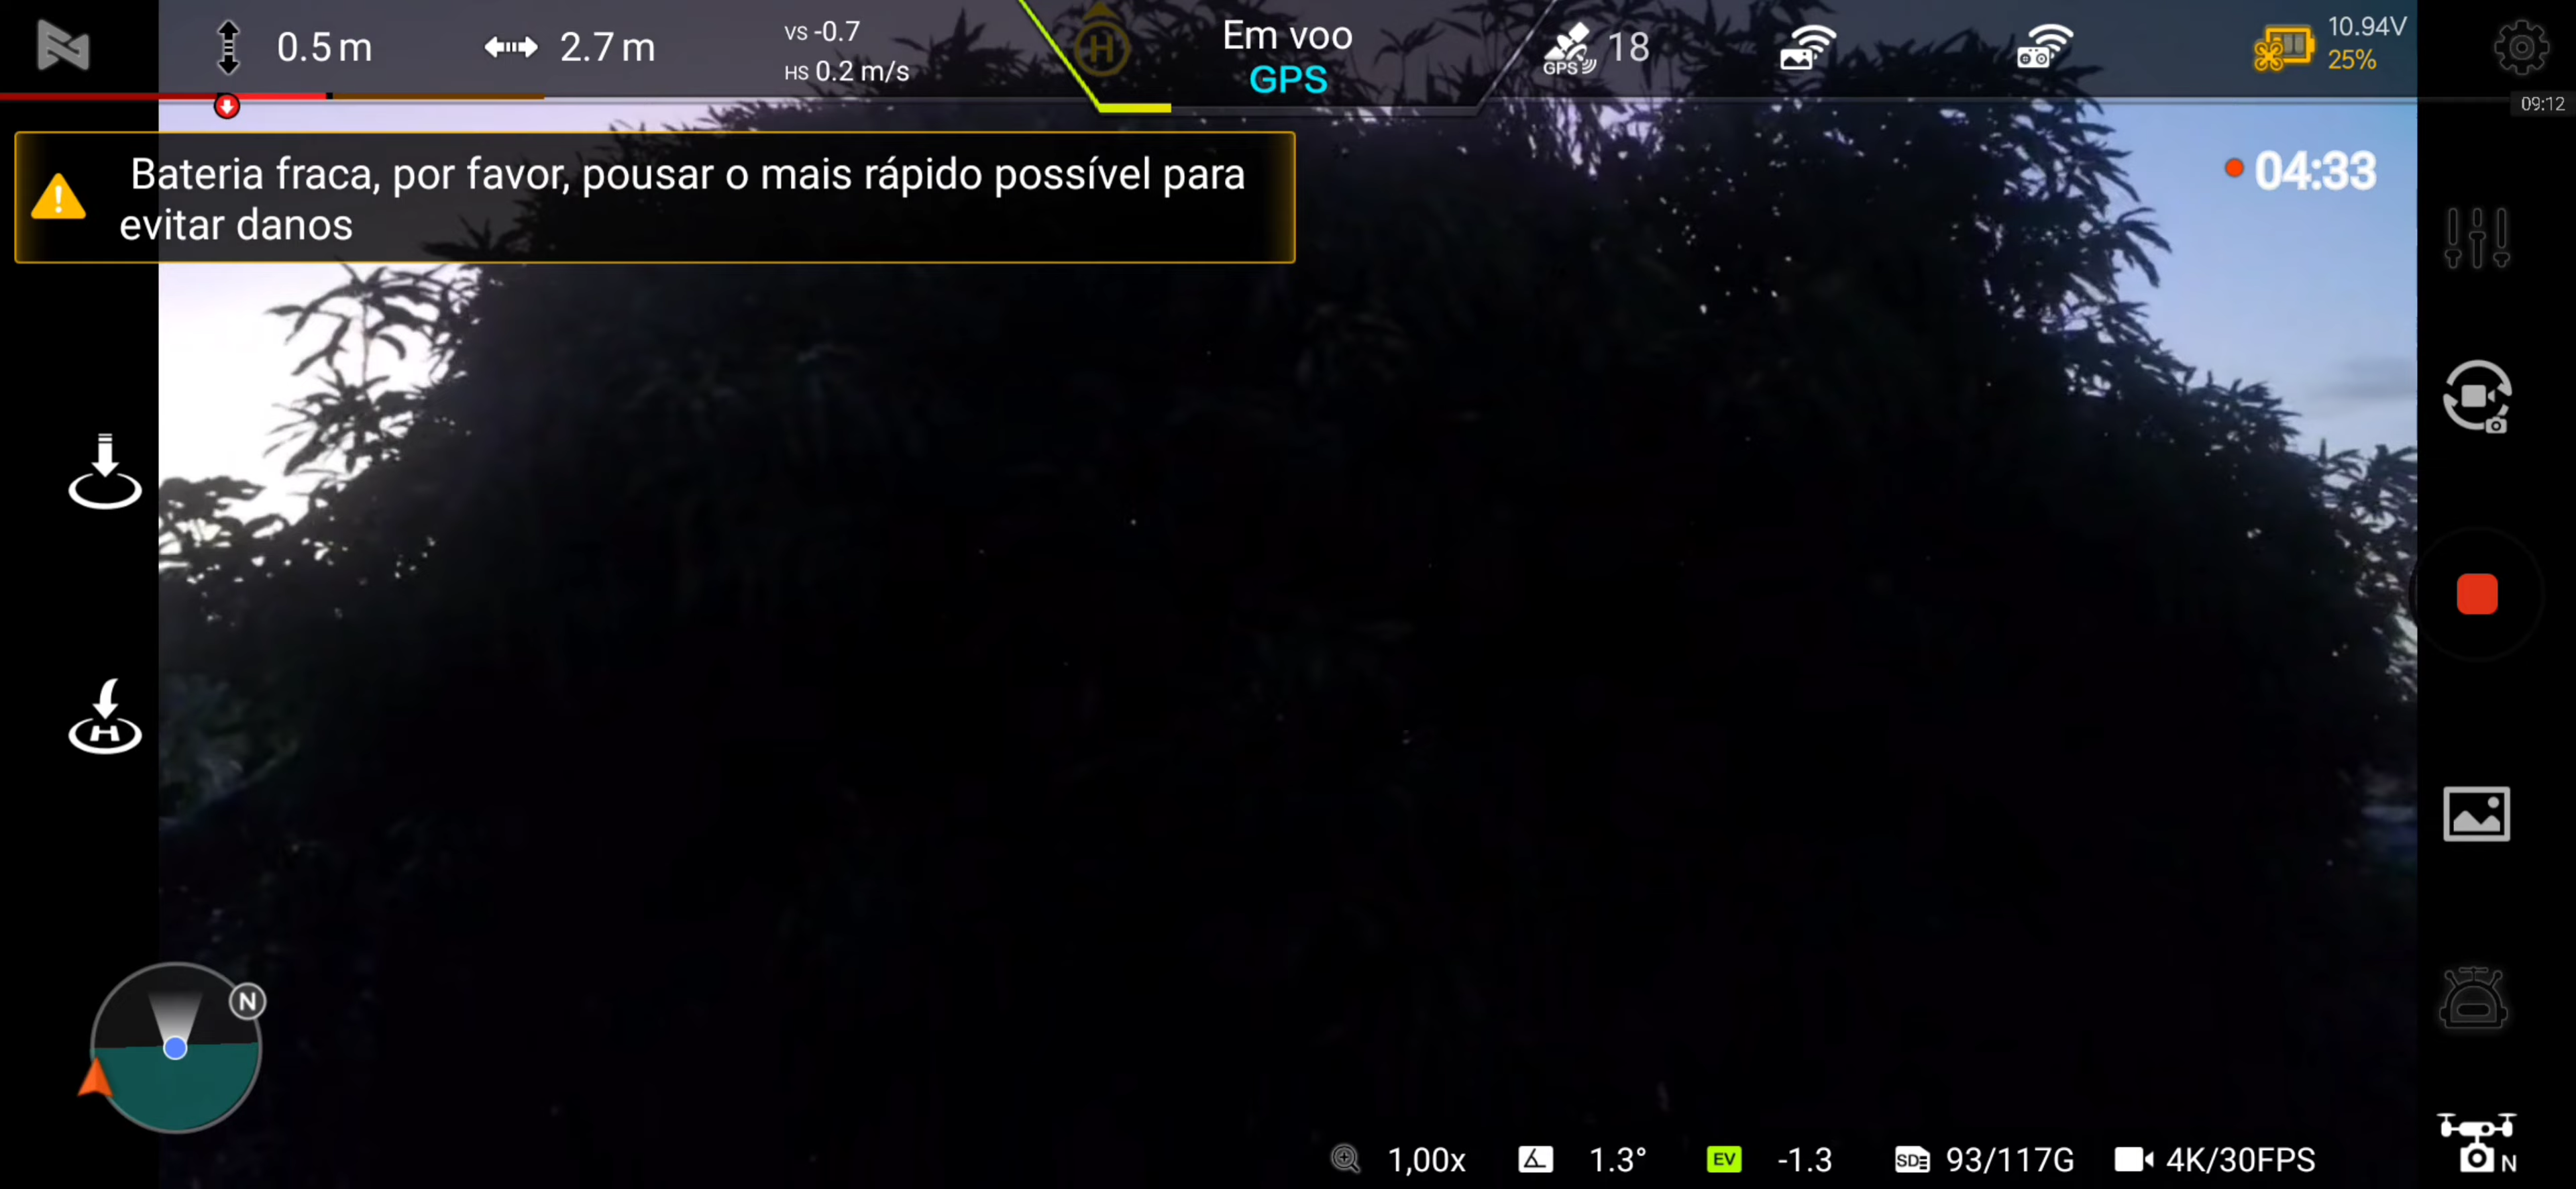 0.5 m
2.7 m
VS -0.7
HS 0.2 m/s
H
Em voo
GPS
GPS 18
10.94V
25%
09:12
Bateria fraca, por favor, pousar o mais rápido possível para
evitar danos
04:33
H
N
1,00x
1.3°
EV -1.3
SD 93/117G
4K/30FPS
N